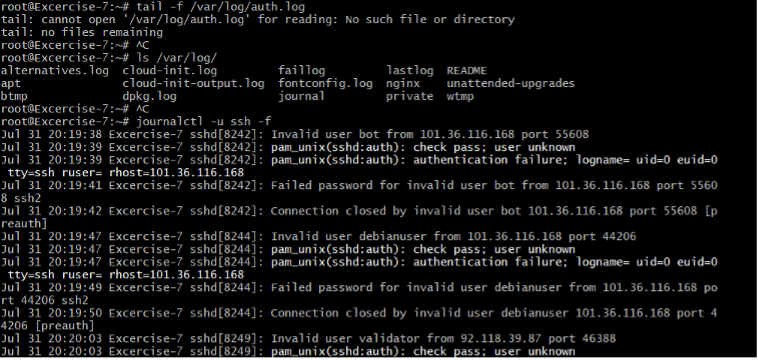 root@Excercise-7:~# tail -f /var/log/auth.log
tail: cannot open '/var/log/auth.log' for reading: No such file or directory
tail: no files remaining
root@Excercise-7:~# ^C
root@Excercise-7:~# ls /var/log/
alternatives.log  cloud-init.log         faillog         lastlog  README
apt               cloud-init-output.log  fontconfig.log  nginx    unattended-upgrades
btmp              dpkg.log               journal         private  wtmp
root@Excercise-7:~# ^C
root@Excercise-7:~# journalctl -u ssh -f
Jul 31 20:19:38 Excercise-7 sshd[8242]: Invalid user bot from 101.36.116.168 port 55608
Jul 31 20:19:39 Excercise-7 sshd[8242]: pam_unix(sshd:auth): check pass; user unknown
Jul 31 20:19:39 Excercise-7 sshd[8242]: pam_unix(sshd:auth): authentication failure; logname= uid=0 euid=0
 tty=ssh ruser= rhost=101.36.116.168
Jul 31 20:19:41 Excercise-7 sshd[8242]: Failed password for invalid user bot from 101.36.116.168 port 5560
8 ssh2
Jul 31 20:19:42 Excercise-7 sshd[8242]: Connection closed by invalid user bot 101.36.116.168 port 55608 [p
reauth]
Jul 31 20:19:47 Excercise-7 sshd[8244]: Invalid user debianuser from 101.36.116.168 port 44206
Jul 31 20:19:47 Excercise-7 sshd[8244]: pam_unix(sshd:auth): check pass; user unknown
Jul 31 20:19:47 Excercise-7 sshd[8244]: pam_unix(sshd:auth): authentication failure; logname= uid=0 euid=0
 tty=ssh ruser= rhost=101.36.116.168
Jul 31 20:19:49 Excercise-7 sshd[8244]: Failed password for invalid user debianuser from 101.36.116.168 po
rt 44206 ssh2
Jul 31 20:19:50 Excercise-7 sshd[8244]: Connection closed by invalid user debianuser 101.36.116.168 port 4
4206 [preauth]
Jul 31 20:20:03 Excercise-7 sshd[8249]: Invalid user validator from 92.118.39.87 port 46388
Jul 31 20:20:03 Excercise-7 sshd[8249]: pam_unix(sshd:auth): check pass; user unknown